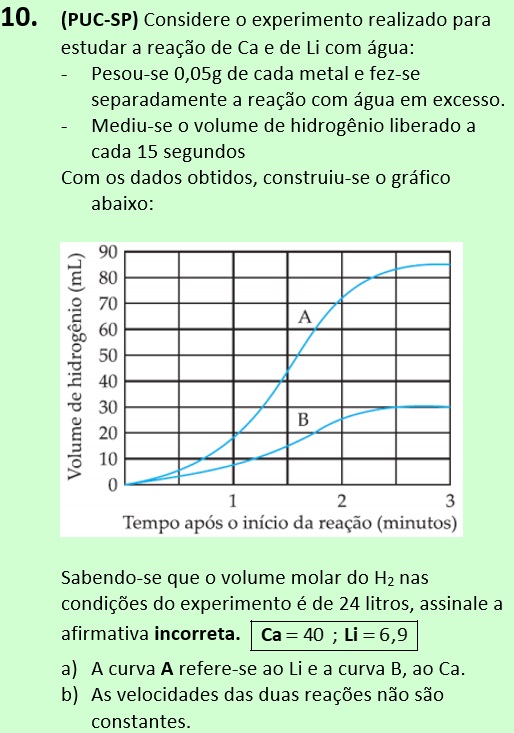 10. (PUC-SP) Considere o experimento realizado para
estudar a reação de Ca e de Li com água:
- Pesou-se 0,05g de cada metal e fez-se
separadamente a reação com água em excesso.
- Mediu-se o volume de hidrogênio liberado a
cada 15 segundos
Com os dados obtidos, construiu-se o gráfico
abaixo:
Volume de hidrogênio (mL)
90
80
70
60
50
40
30
20
10
0
A
B
1 2 3
Tempo após o início da reação (minutos)
Sabendo-se que o volume molar do H₂ nas
condições do experimento é de 24 litros, assinale a
afirmativa incorreta. Ca = 40 ; Li = 6,9
a) A curva A refere-se ao Li e a curva B, ao Ca.
b) As velocidades das duas reações não são
constantes.